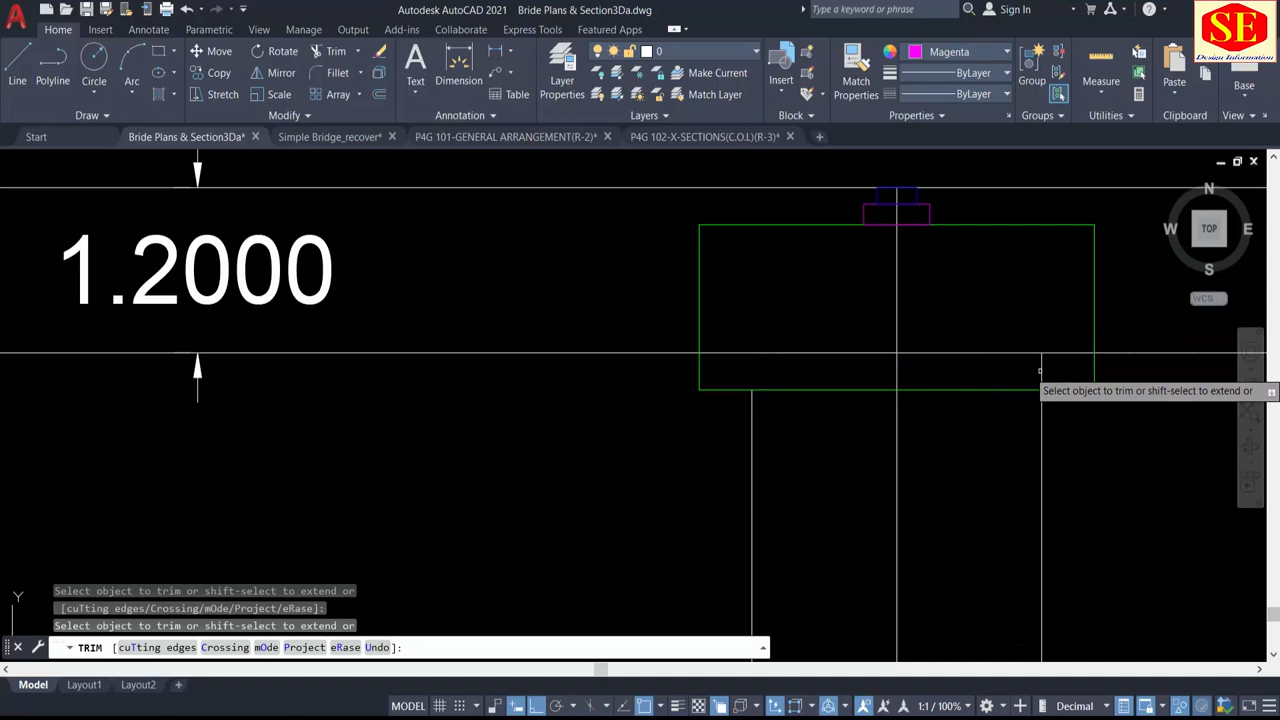 Autodesk AutoCAD 2021 Bride Plans & Section3Da.dwg
Type a keyword or phrase
Sign In
SE
Design Information
Home Insert Annotate Parametric View Manage Output Add-ins Collaborate Express Tools Featured Apps
Line Polyline Circle Arc
Move Rotate Trim
Copy Mirror Fillet
Stretch Scale Array
Text Dimension Table
Layer Properties
0
Make Current
Match Layer
Insert
Match Properties
Magenta
ByLayer
ByLayer
Group
Measure
Paste
Base
Draw Modify Annotation Layers Block Properties Groups Utilities Clipboard View
Start Bride Plans & Section3Da* Simple Bridge_recover* P4G 101-GENERAL ARRANGEMENT(R-2)* P4G 102-X-SECTIONS(C.O.L)(R-3)*
N
W TOP E
S
WCS
1.2000
Select object to trim or shift-select to extend or
Y
Select object to trim or shift-select to extend or
[cuTting edges/Crossing/mOde/Project/eRase]:
Select object to trim or shift-select to extend or
TRIM [cuTting edges Crossing mOde Project eRase Undo]:
Model Layout1 Layout2
MODEL 1:1 / 100% Decimal